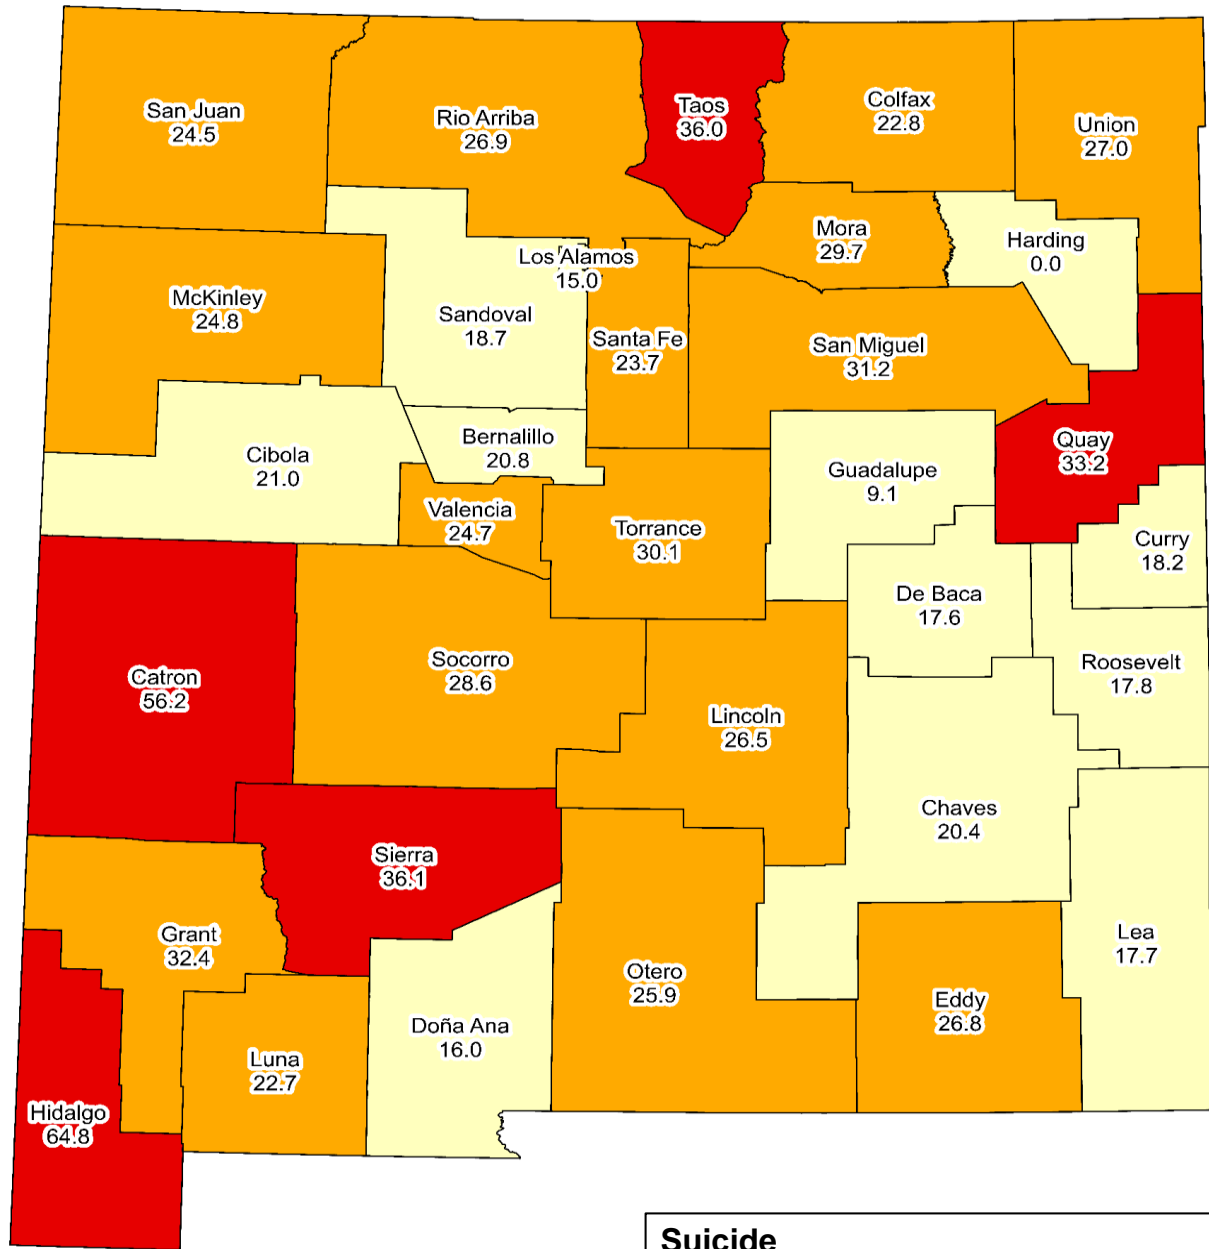 San Juan
24.5
Rio Arriba
26.9
Taos
36.0
Colfax
22.8
Union
27.0
Mora
29.7
Harding
0.0
Los Alamos
15.0
McKinley
24.8
Sandoval
18.7
Santa Fe
23.7
San Miguel
31.2
Quay
33.2
Cibola
21.0
Bernalillo
20.8
Guadalupe
9.1
Valencia
24.7
Torrance
30.1
Curry
18.2
De Baca
17.6
Catron
56.2
Socorro
28.6
Roosevelt
17.8
Lincoln
26.5
Chaves
20.4
Sierra
36.1
Grant
32.4
Lea
17.7
Otero
25.9
Eddy
26.8
Doña Ana
16.0
Luna
22.7
Hidalgo
64.8
Suicide